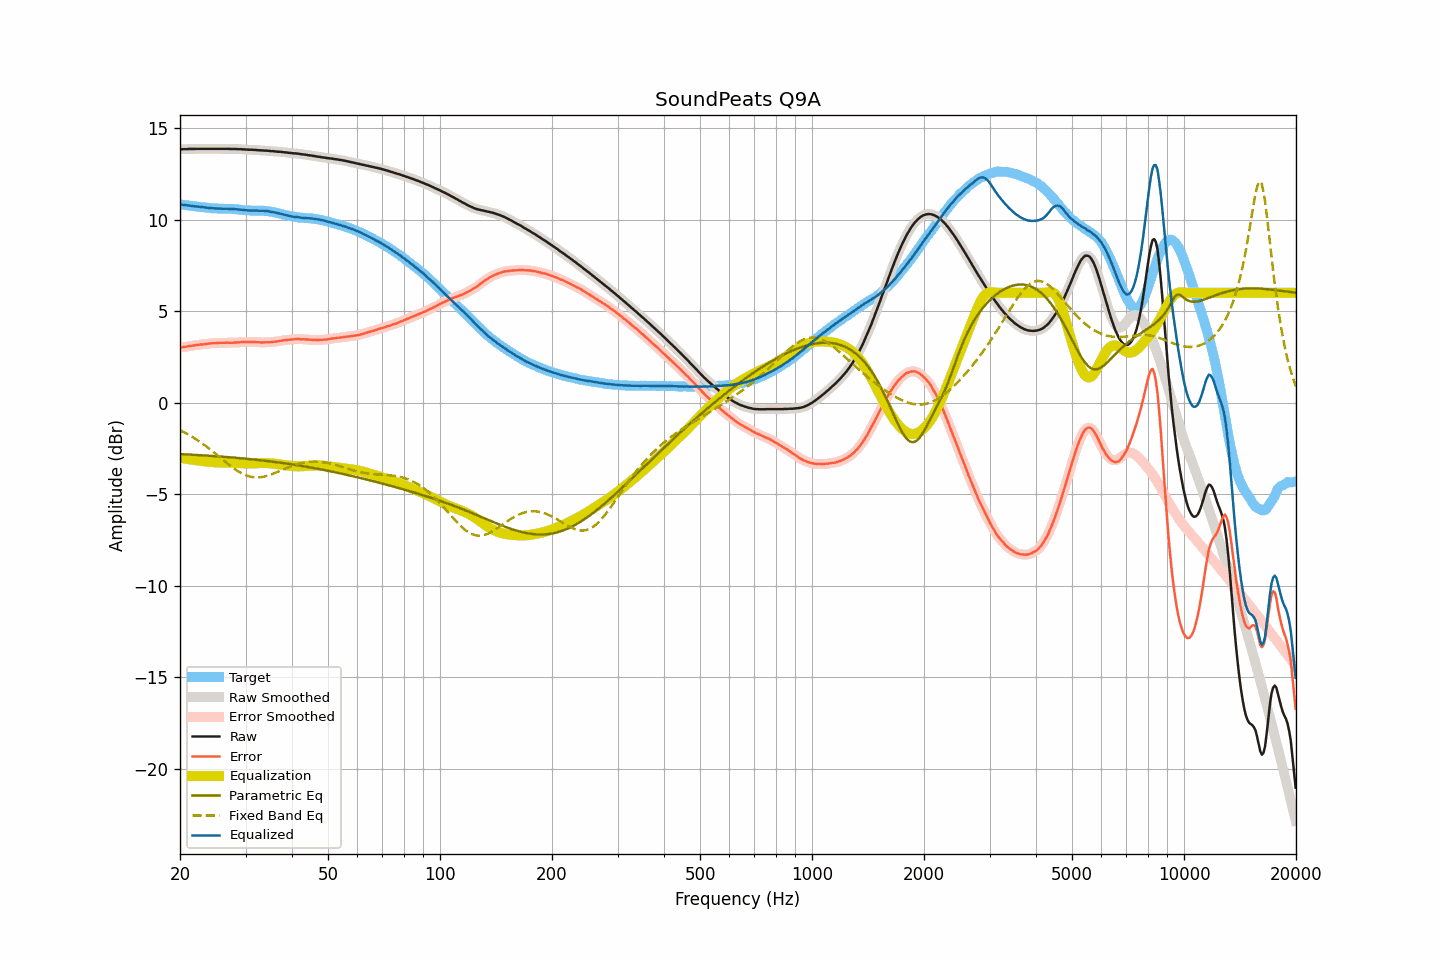 SoundPeats Q9A
15
10
5
0
−5
−10
−15
−20
Amplitude (dBr)
Target
Raw Smoothed
Error Smoothed
Raw
Error
Equalization
Parametric Eq
Fixed Band Eq
Equalized
20 50 100 200 500 1000 2000 5000 10000 20000
Frequency (Hz)